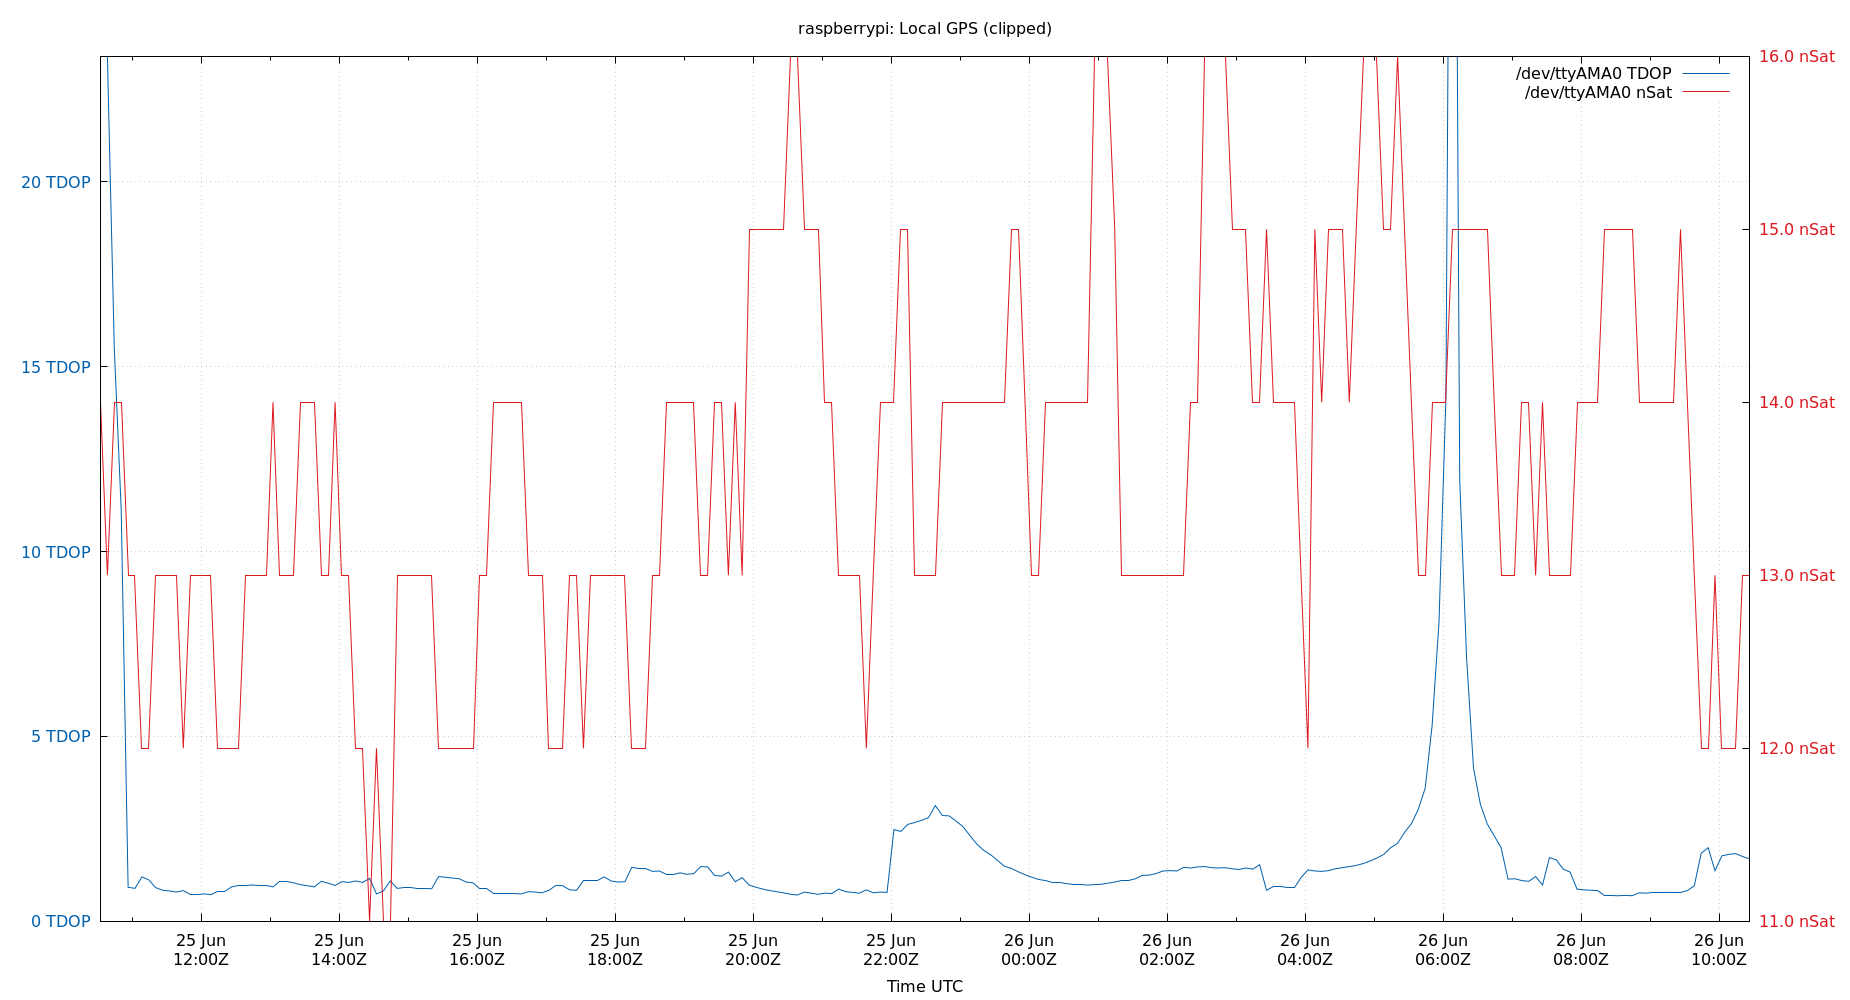 raspberrypi: Local GPS (clipped)
/dev/ttyAMA0 TDOP
/dev/ttyAMA0 nSat
20 TDOP
15 TDOP
10 TDOP
5 TDOP
0 TDOP
16.0 nSat
15.0 nSat
14.0 nSat
13.0 nSat
12.0 nSat
11.0 nSat
25 Jun
12:00Z
25 Jun
14:00Z
25 Jun
16:00Z
25 Jun
18:00Z
25 Jun
20:00Z
25 Jun
22:00Z
26 Jun
00:00Z
26 Jun
02:00Z
26 Jun
04:00Z
26 Jun
06:00Z
26 Jun
08:00Z
26 Jun
10:00Z
Time UTC